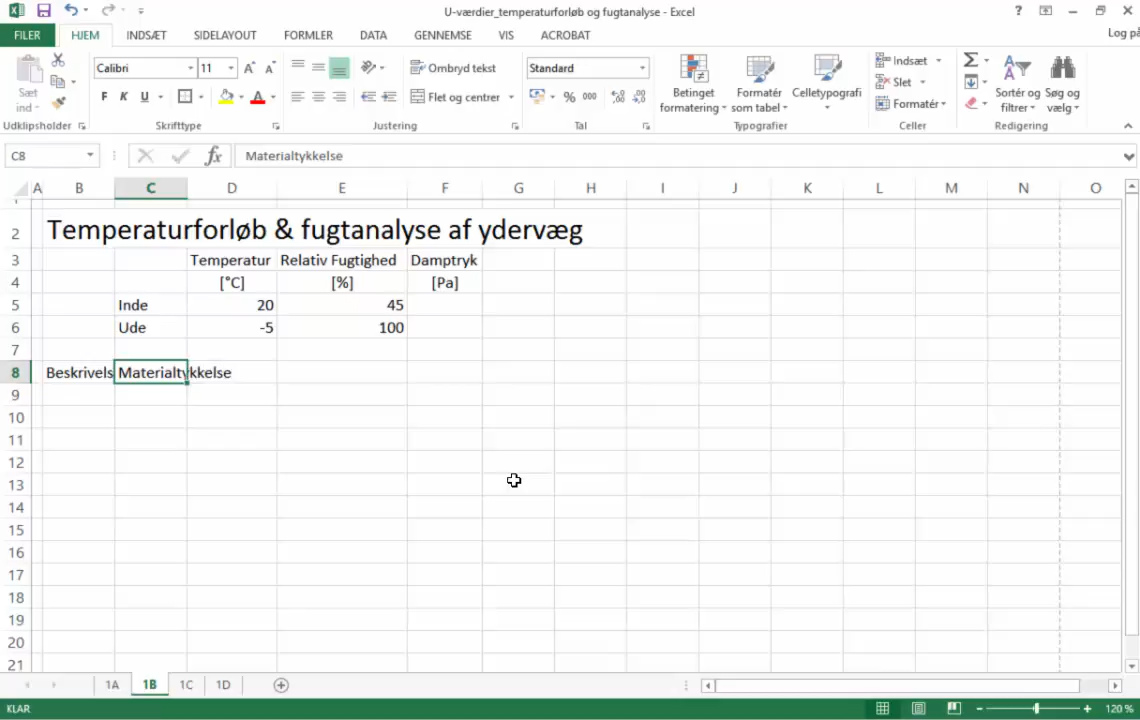 U-værdier_temperaturforløb og fugtanalyse - Excel
FILER HJEM INDSÆT SIDELAYOUT FORMLER DATA GENNEMSE VIS ACROBAT Log på
Sæt ind
Calibri 11
F K U
Ombryd tekst
Flet og centrer
Standard
% 000
Betinget formatering
Formatér som tabel
Celletypografi
Indsæt
Slet
Formatér
Sortér og filtrer
Søg og vælg
Udklipsholder Skrifttype Justering Tal Typografier Celler Redigering
C8 fx Materialtykkelse
A B C D E F G H I J K L M N O
1
2 Temperaturforløb & fugtanalyse af ydervæg
3 Temperatur Relativ Fugtighed Damptryk
4 [°C] [%] [Pa]
5 Inde 20 45
6 Ude -5 100
7
8 Beskrivels Materialtykkelse
9
10
11
12
13
14
15
16
17
18
19
20
21
1A 1B 1C 1D
KLAR 120 %